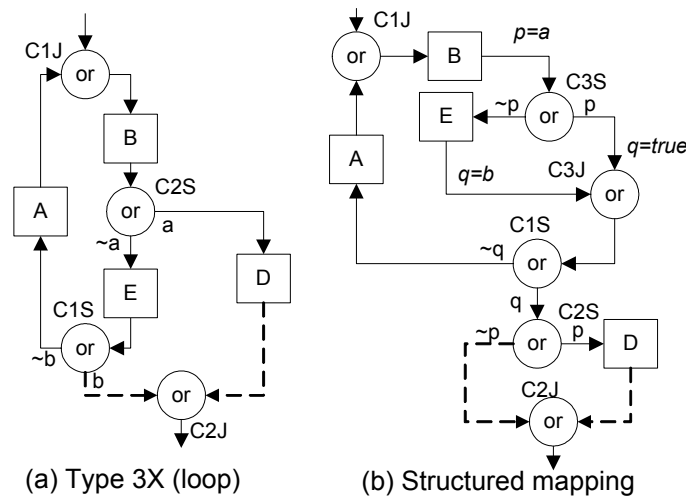 C1J
or
B
C2S
or
a
~a
A
E
D
C1S
or
~b
b
or
C2J
(a) Type 3X (loop)
C1J
or
B
p=a
C3S
E
~p
or
p
A
q=b
q=true
C3J
or
C1S
~q
or
q
C2S
~p
or
p
D
C2J
or
(b) Structured mapping